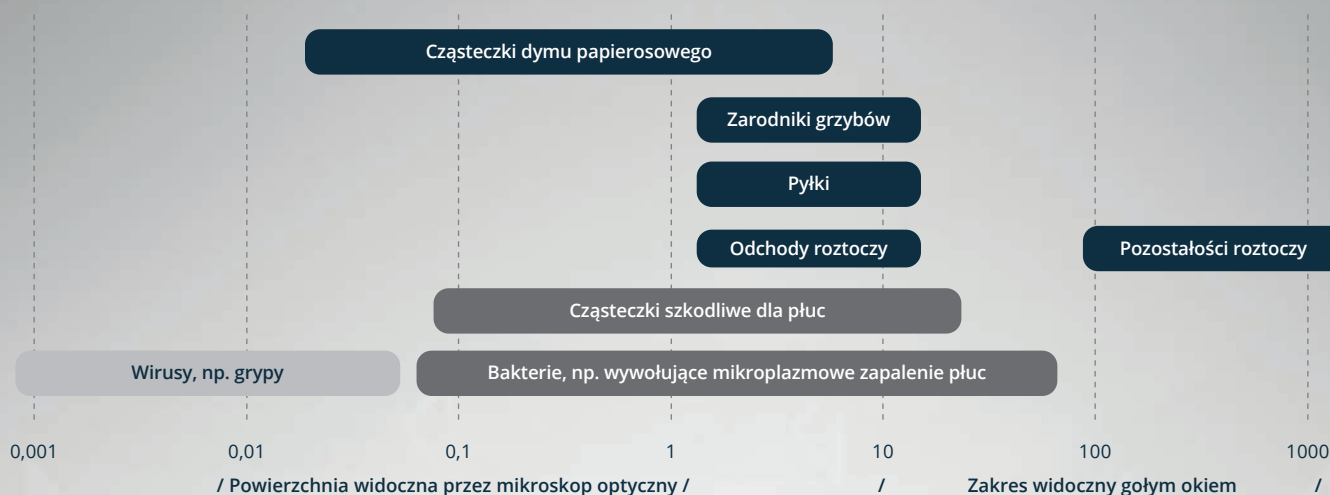 Cząsteczki dymu papierosowego
Zarodniki grzybów
Pyłki
Odchody roztoczy
Pozostałości roztoczy
Cząsteczki szkodliwe dla płuc
Wirusy, np. grypy
Bakterie, np. wywołujące mikroplazmowe zapalenie płuc
0,001 0,01 0,1 1 10 100 1000
/ Powierzchnia widoczna przez mikroskop optyczny / / Zakres widoczny gołym okiem /